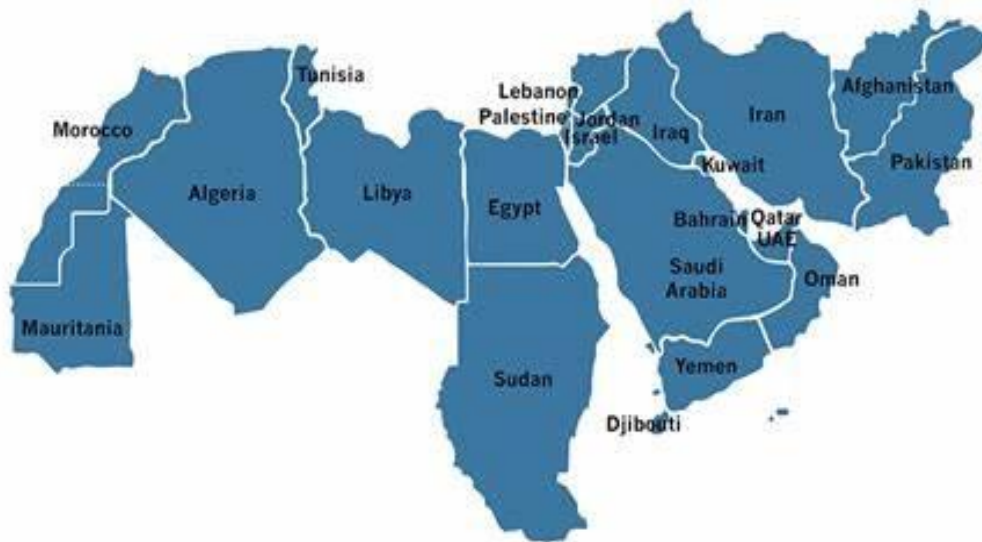 Tunisia
Morocco
Algeria
Libya
Egypt
Mauritania
Sudan
Lebanon
Palestine
Jordan
Israel
Iraq
Iran
Kuwait
Afghanistan
Pakistan
Bahrain
Qatar
UAE
Saudi
Arabia
Oman
Yemen
Djibouti